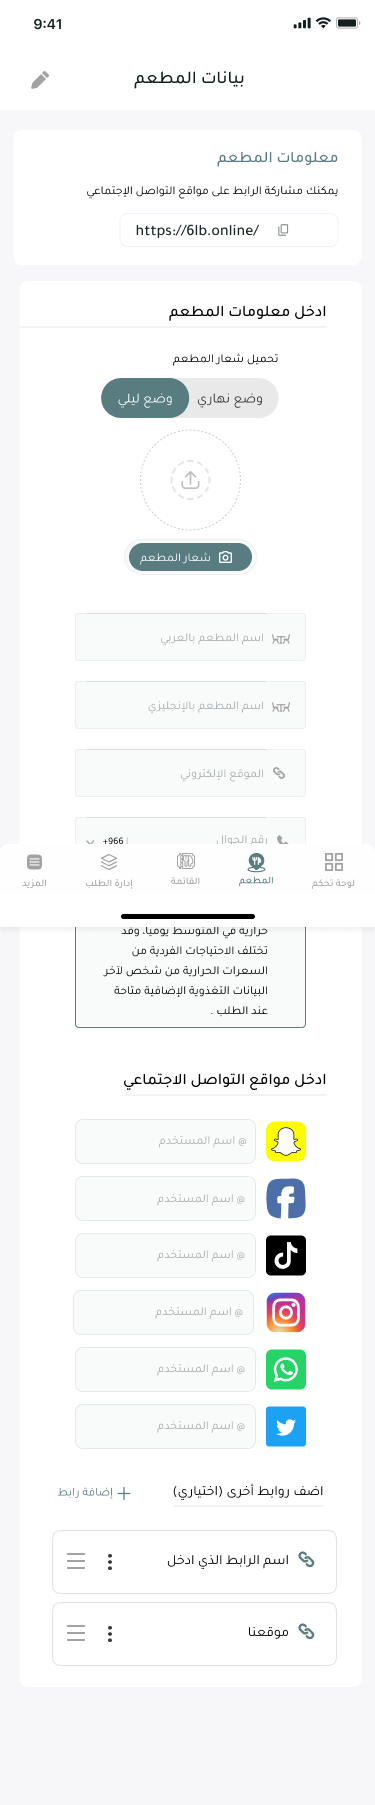 9:41
بيانات المطعم
معلومات المطعم
يمكنك مشاركة الرابط على مواقع التواصل الإجتماعي
https://6lb.online/
ادخل معلومات المطعم
تحميل شعار المطعم
وضع نهاري
وضع ليلي
شعار المطعم
اسم المطعم بالعربي
اسم المطعم بالإنجليزي
الموقع الإلكتروني
رقم الجوال
+966
لوحة تحكم
المطعم
القائمة
إدارة الطلب
المزيد
حرارية في المتوسط يوميا، وقد
تختلف الاحتياجات الفردية من
السعرات الحرارية من شخص لآخر
البيانات التغذوية الإضافية متاحة
عند الطلب .
ادخل مواقع التواصل الاجتماعي
@ اسم المستخدم
@ اسم المستخدم
@ اسم المستخدم
@ اسم المستخدم
@ اسم المستخدم
@ اسم المستخدم
اضف روابط أخرى (اختياري)
إضافة رابط
اسم الرابط الذي ادخل
موقعنا